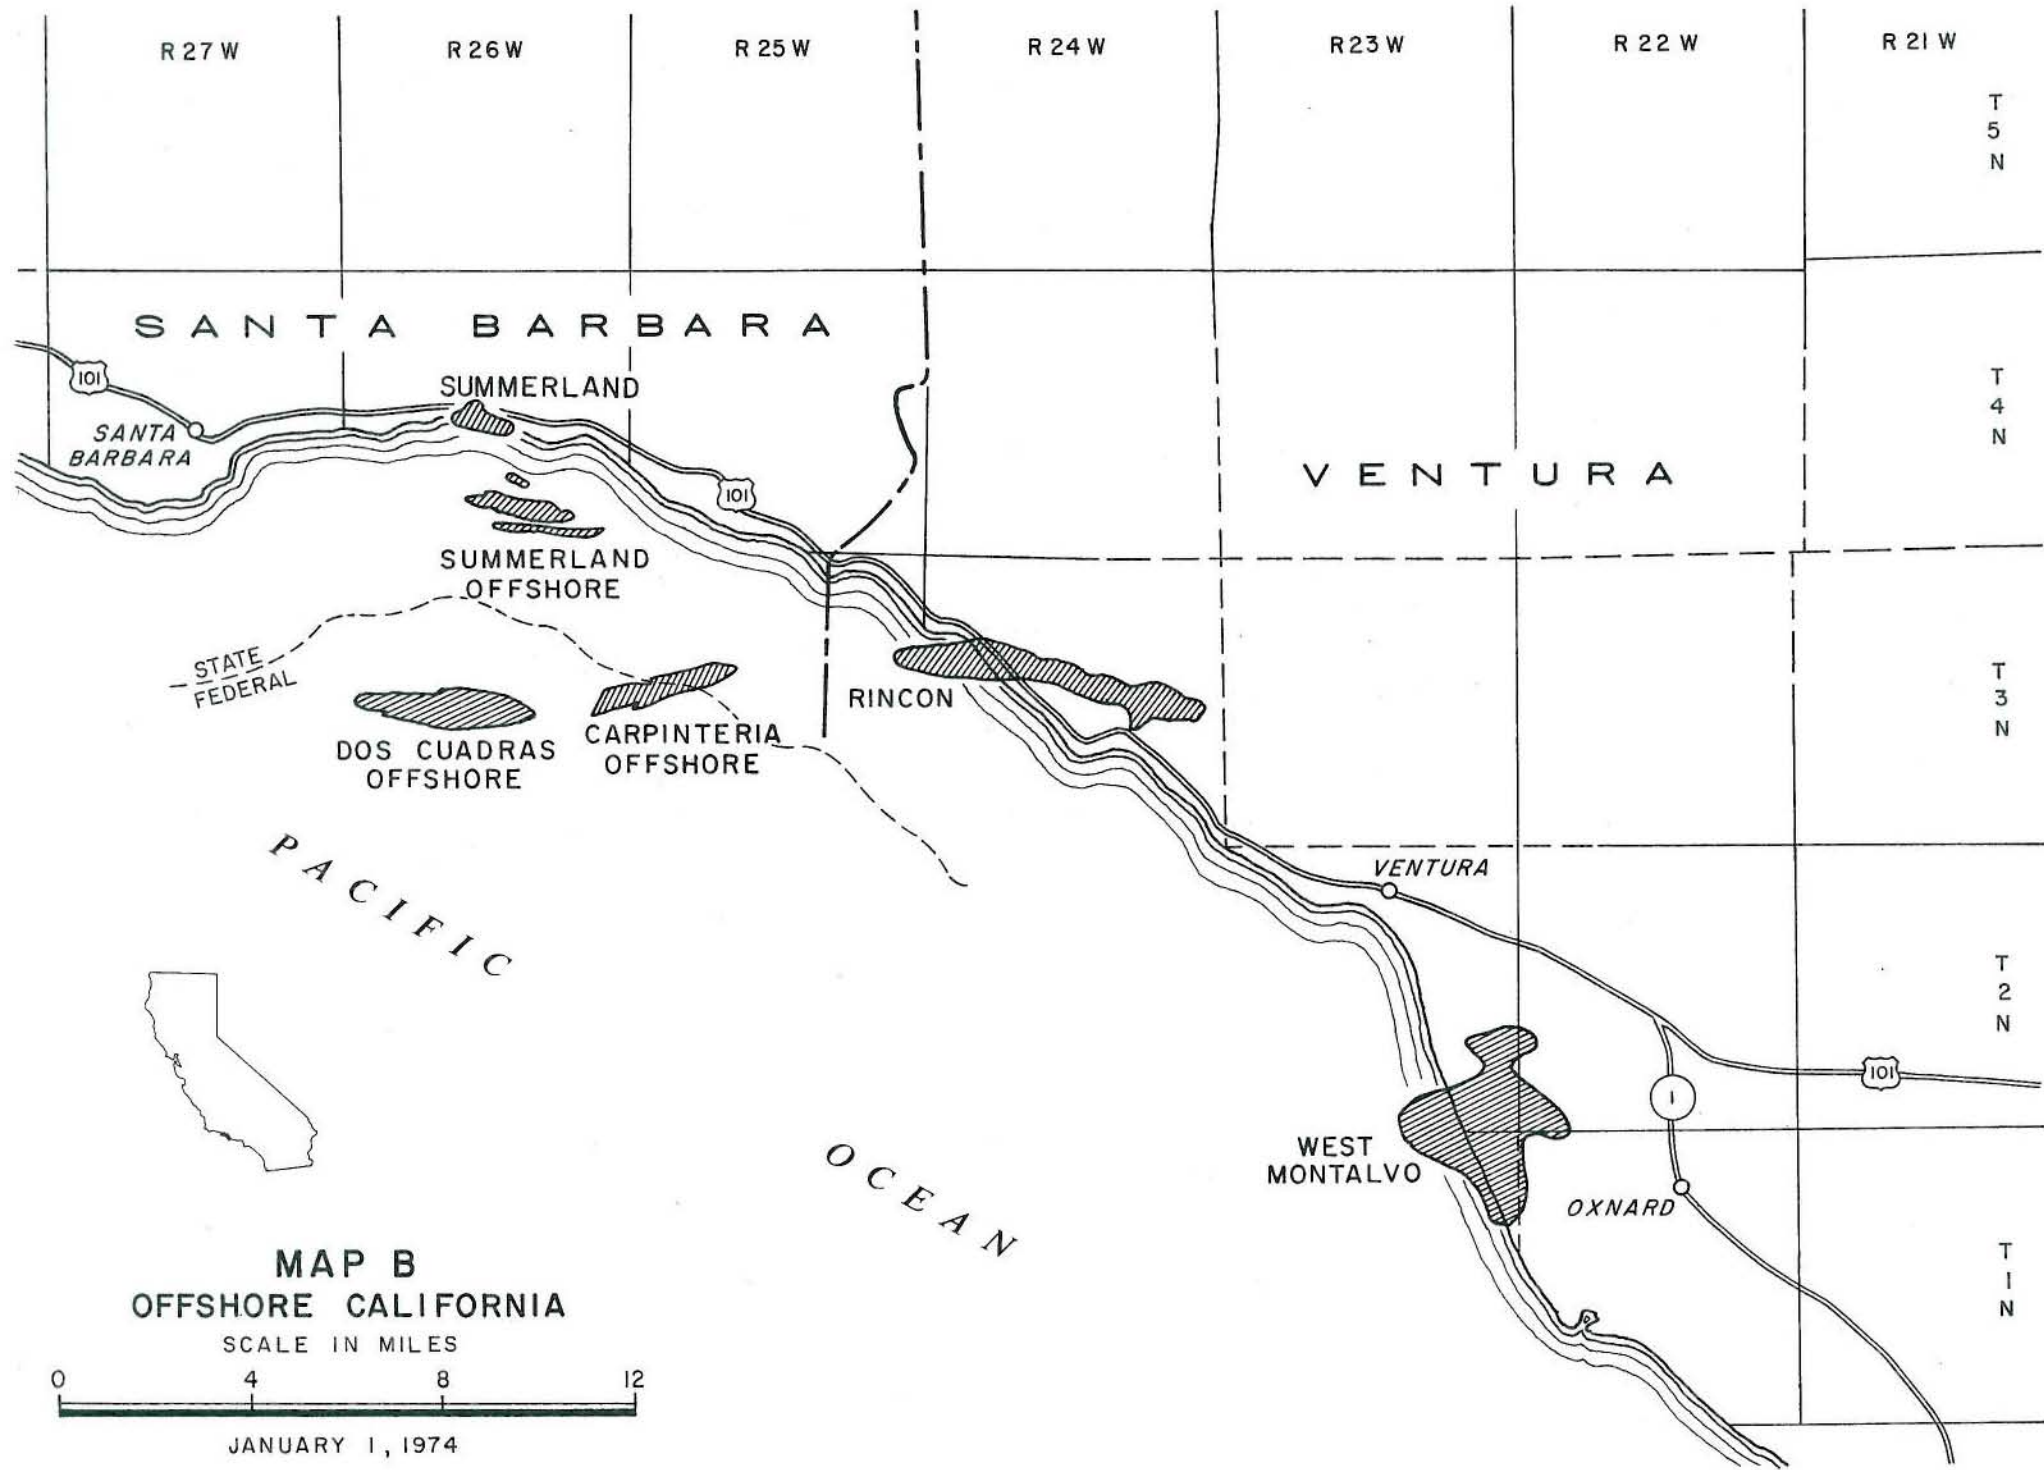 R 27 W
R 26 W
R 25 W
R 24 W
R 23 W
R 22 W
R 21 W
T
5
N
SANTA BARBARA
101
SUMMERLAND
T
4
N
SANTA
BARBARA
101
VENTURA
SUMMERLAND
OFFSHORE
STATE
FEDERAL
RINCON
T
3
N
DOS CUADRAS
OFFSHORE
CARPINTERIA
OFFSHORE
PACIFIC
VENTURA
T
2
N
101
1
WEST
MONTALVO
OCEAN
OXNARD
T
1
N
MAP B
OFFSHORE CALIFORNIA
SCALE IN MILES
0 4 8 12
JANUARY 1, 1974